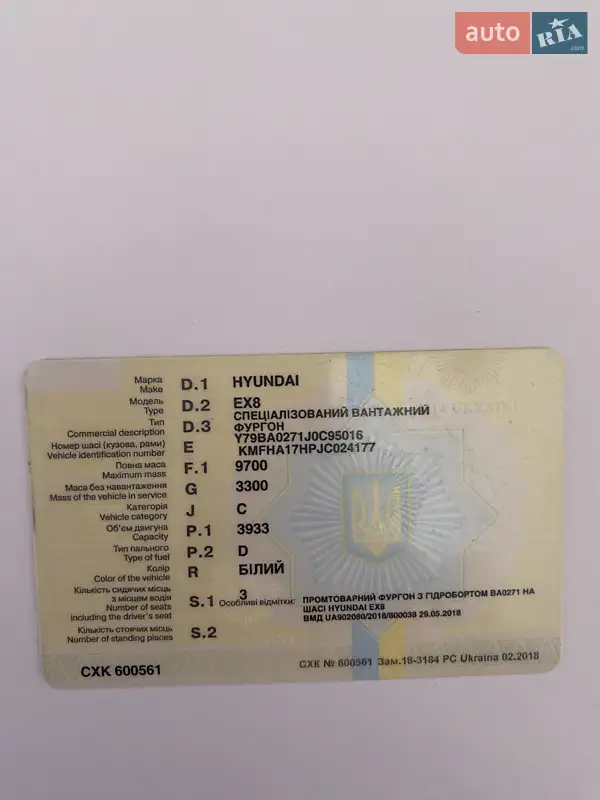 auto RIA .com
Марка
Make D.1 HYUNDAI
Модель
Type D.2 EX8
Тип
Commercial description D.3 СПЕЦІАЛІЗОВАНИЙ ВАНТАЖНИЙ
ФУРГОН
Номер шасі (кузова, рами)
Vehicle identification number E Y79BA0271J0C95016
KMFHA17HPJC024177
Повна маса
Maximum mass F.1 9700
Маса без навантаження
Mass of the vehicle in service G 3300
Категорія
Vehicle category J C
Об'єм двигуна
Capacity P.1 3933
Тип пального
Type of fuel P.2 D
Колір
Color of the vehicle R БІЛИЙ
Кількість сидячих місць
з місцем водія
Number of seats
including the driver's seat S.1 3
Особливі відмітки: ПРОМТОВАРНИЙ ФУРГОН З ГІДРОБОРТОМ BA0271 НА
ШАСІ HYUNDAI EX8
ВМД UA902080/2018/800038 29.05.2018
Кількість стоячих місць
Number of standing places S.2
СХК 600561
СХК № 600561 Зам.18-3184 РС Ukraina 02.2018